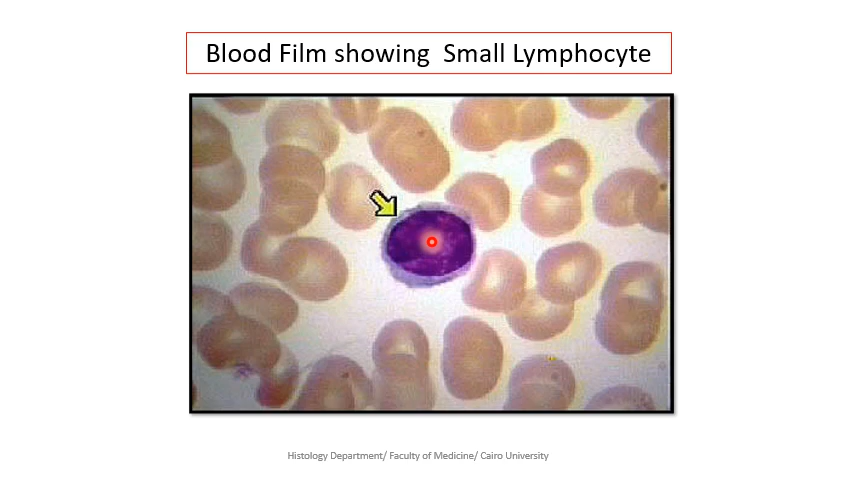 Blood Film showing  Small Lymphocyte
Histology Department/ Faculty of Medicine/ Cairo University